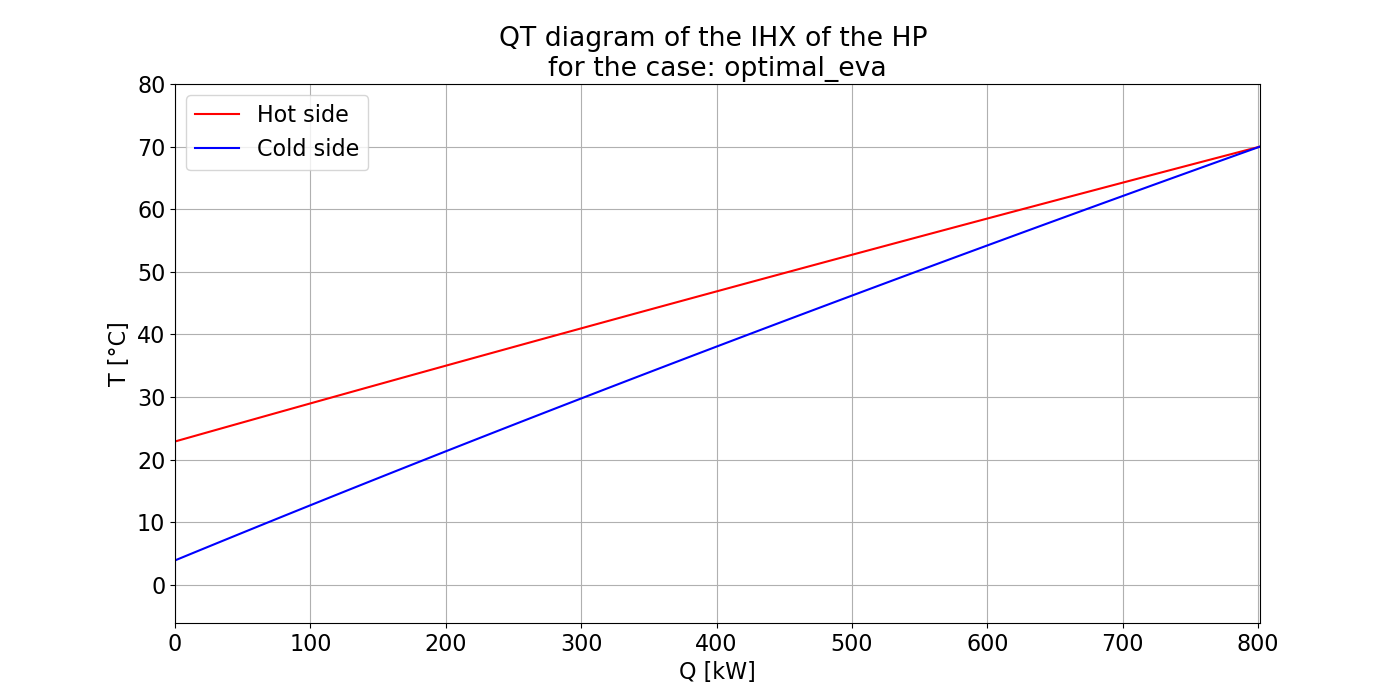 QT diagram of the IHX of the HP
for the case: optimal_eva
80
70
60
50
40
30
20
10
0
T [°C]
Hot side
Cold side
0 100 200 300 400 500 600 700 800
Q [kW]